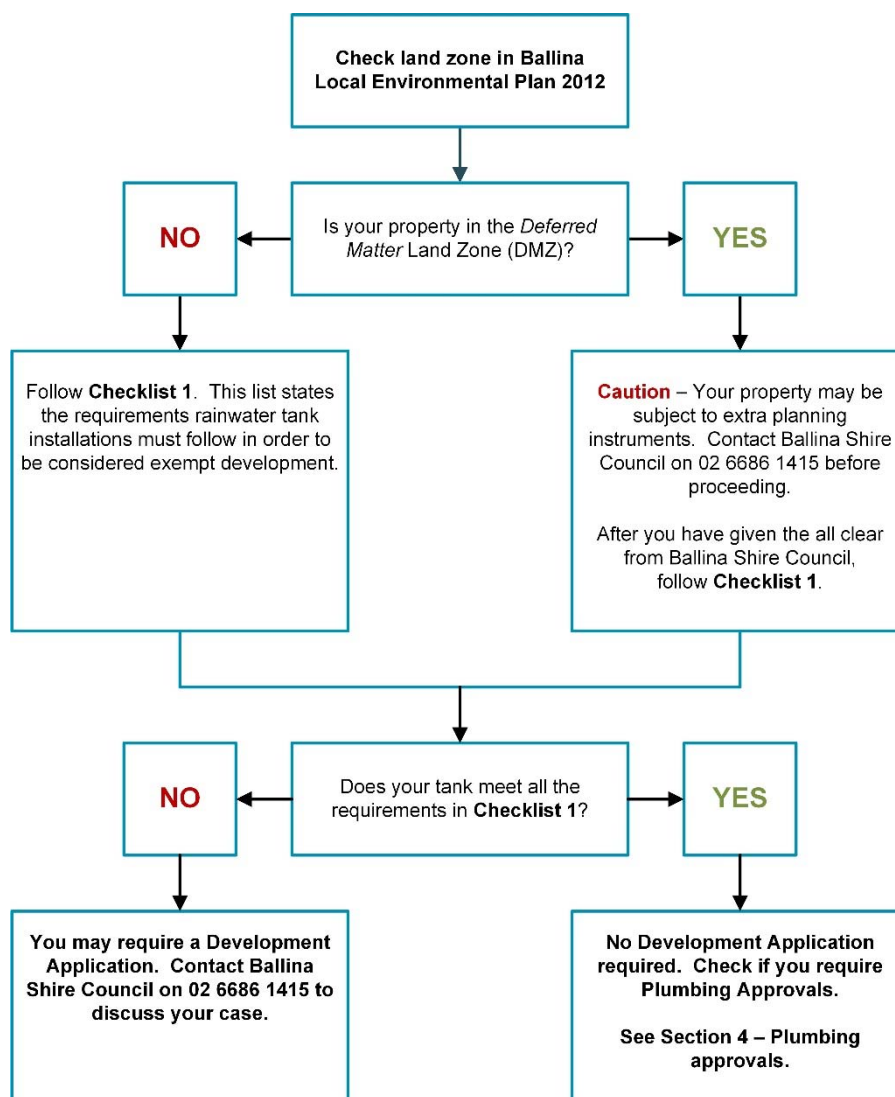 Check land zone in Ballina
Local Environmental Plan 2012
NO
Is your property in the Deferred
Matter Land Zone (DMZ)?
YES
Follow Checklist 1. This list states
the requirements rainwater tank
installations must follow in order to
be considered exempt development.
Caution – Your property may be
subject to extra planning
instruments. Contact Ballina Shire
Council on 02 6686 1415 before
proceeding.
After you have given the all clear
from Ballina Shire Council,
follow Checklist 1.
NO
Does your tank meet all the
requirements in Checklist 1?
YES
You may require a Development
Application. Contact Ballina
Shire Council on 02 6686 1415 to
discuss your case.
No Development Application
required. Check if you require
Plumbing Approvals.
See Section 4 – Plumbing
approvals.